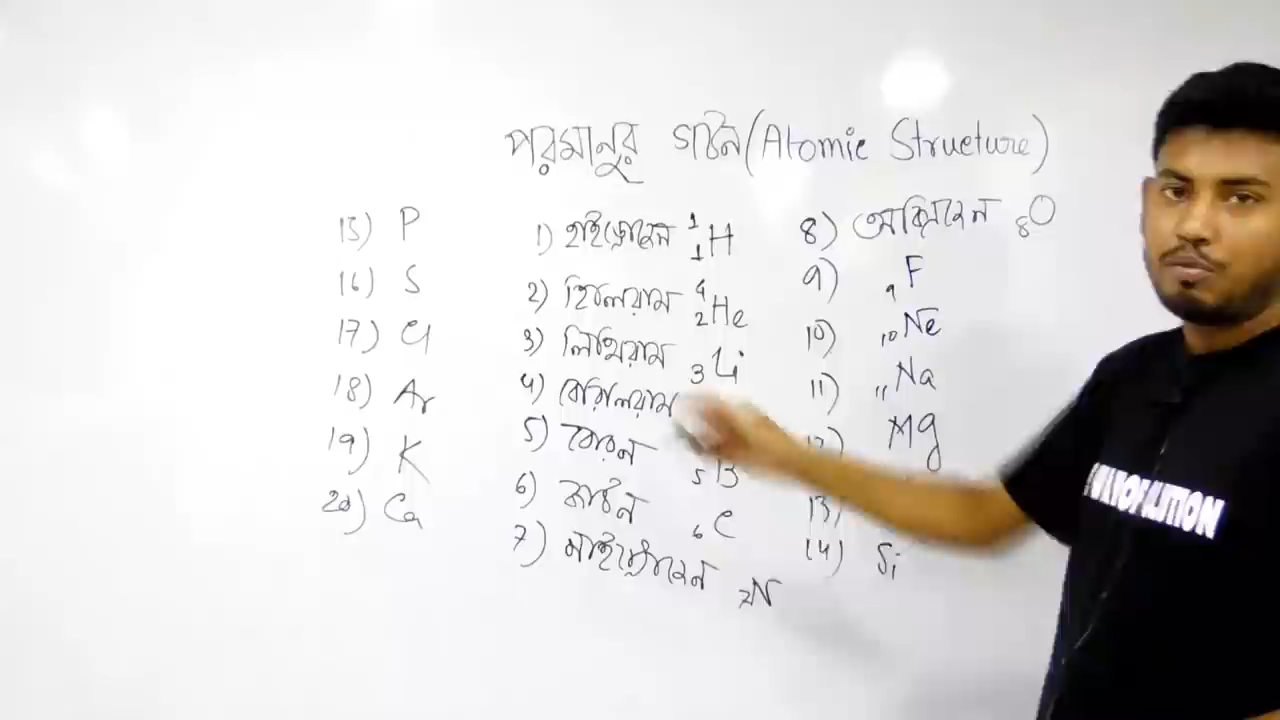 পরমানুর গঠন (Atomic Structure)
1) হাইড্রোজেন ¹₁H
2) হিলিয়াম ⁴₂He
3) লিথিয়াম ₃Li
4) বেরিলিয়াম
5) বোরন ₅B
6) কার্বন ₆C
7) নাইট্রোজেন ₇N
8) অক্সিজেন ₈O
9) ₉F
10) ₁₀Ne
11) ₁₁Na
12) Mg
13)
14) Si
15) P
16) S
17) Cl
18) Ar
19) K
20) Ca